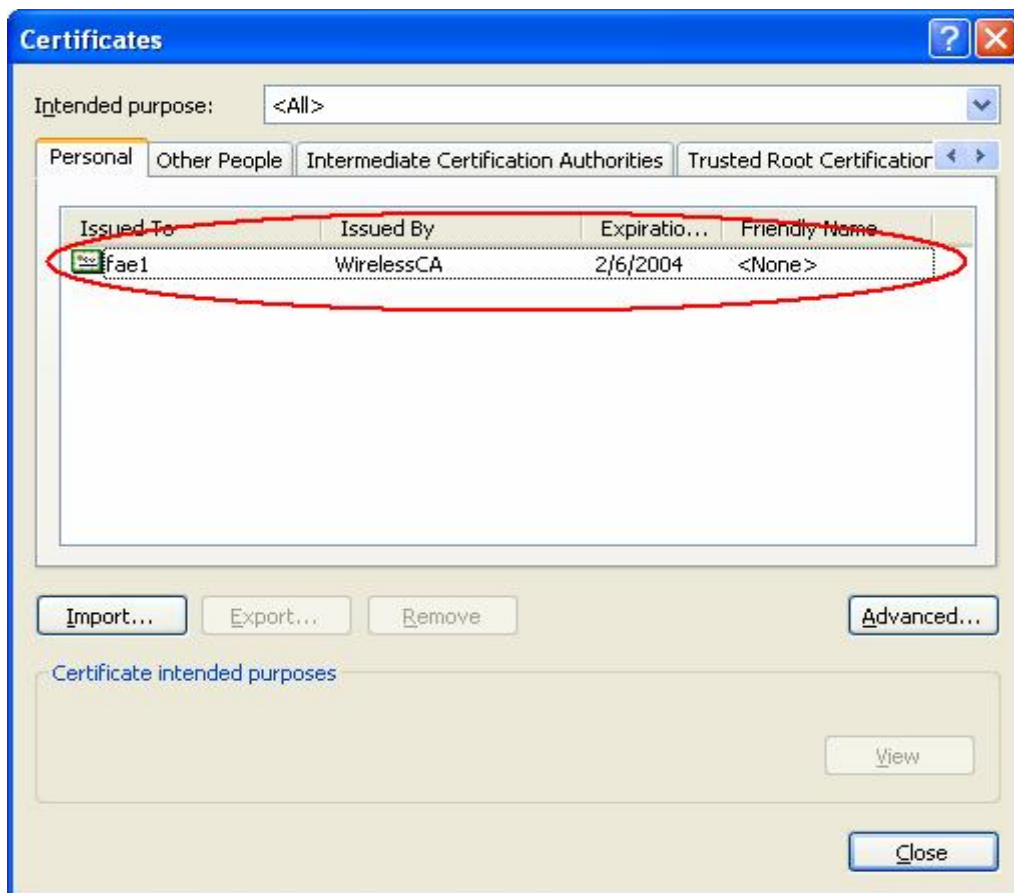 Certificates
Intended purpose: <All>
Personal Other People Intermediate Certification Authorities Trusted Root Certification
Issued To Issued By Expiratio... Friendly Name
fae1 WirelessCA 2/6/2004 <None>
Import... Export... Remove Advanced...
Certificate intended purposes
View
Close